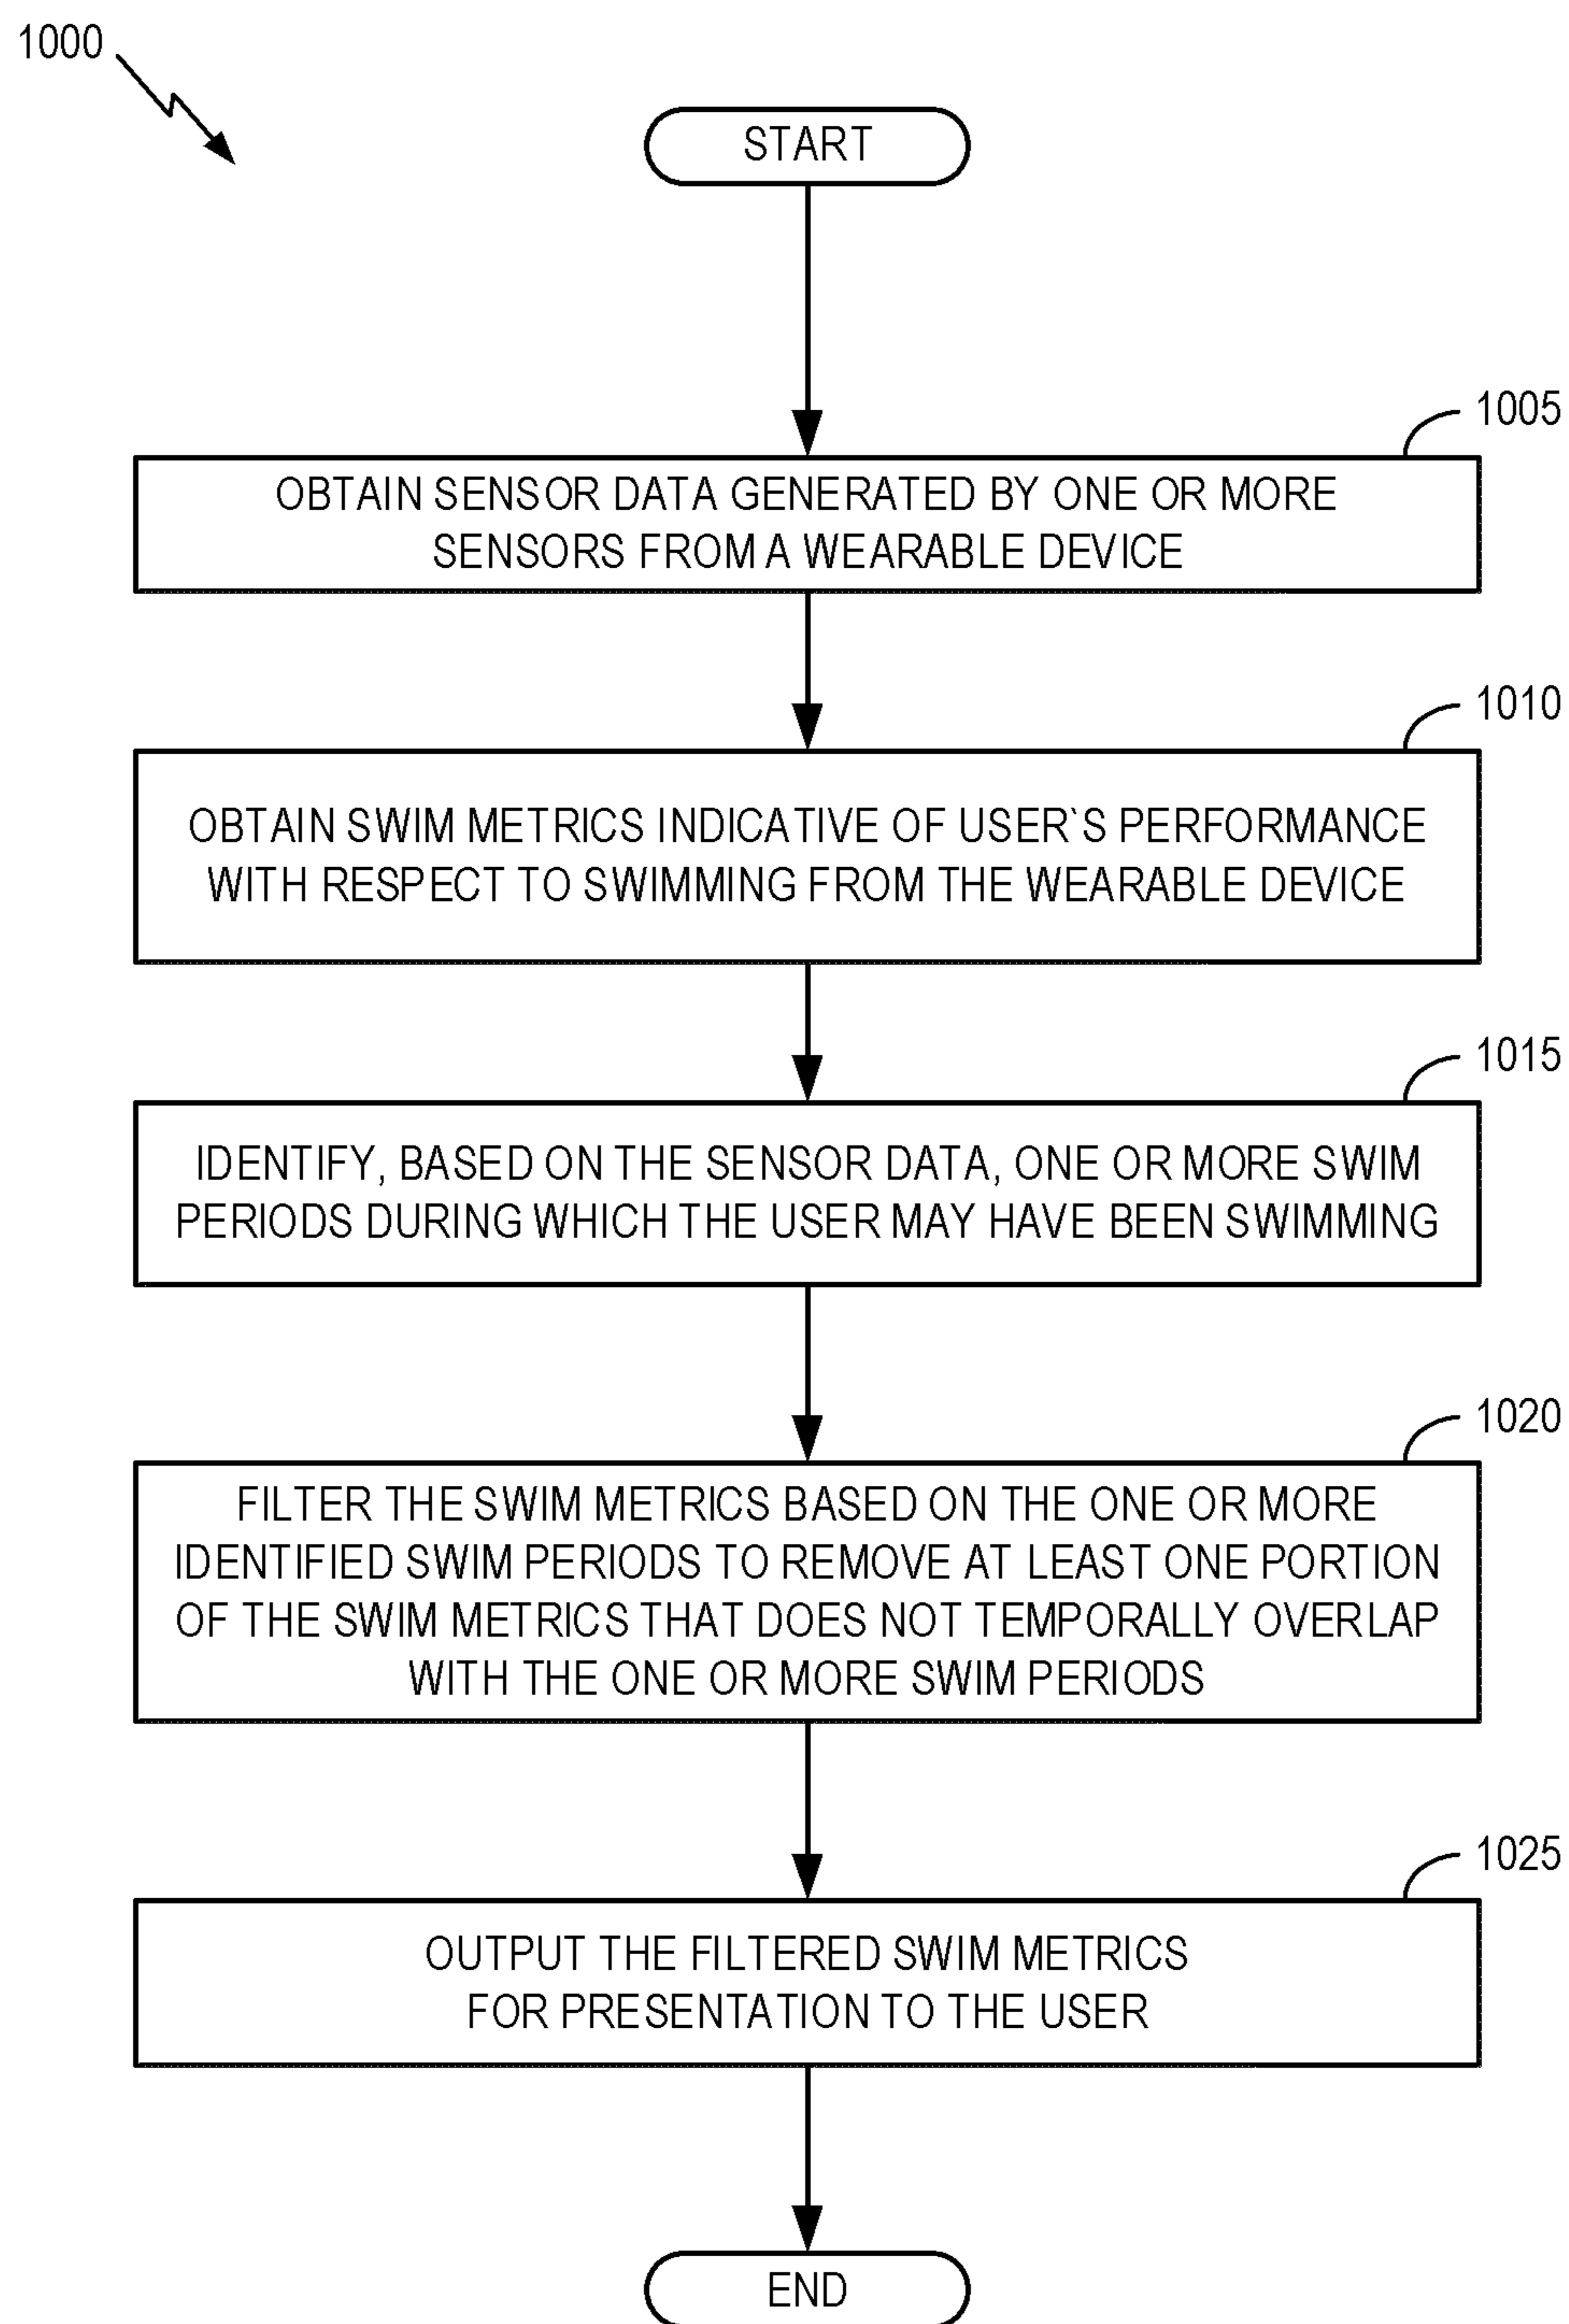 1000
START
1005
OBTAIN SENSOR DATA GENERATED BY ONE OR MORE
SENSORS FROM A WEARABLE DEVICE
1010
OBTAIN SWIM METRICS INDICATIVE OF USER`S PERFORMANCE
WITH RESPECT TO SWIMMING FROM THE WEARABLE DEVICE
1015
IDENTIFY, BASED ON THE SENSOR DATA, ONE OR MORE SWIM
PERIODS DURING WHICH THE USER MAY HAVE BEEN SWIMMING
1020
FILTER THE SWIM METRICS BASED ON THE ONE OR MORE
IDENTIFIED SWIM PERIODS TO REMOVE AT LEAST ONE PORTION
OF THE SWIM METRICS THAT DOES NOT TEMPORALLY OVERLAP
WITH THE ONE OR MORE SWIM PERIODS
1025
OUTPUT THE FILTERED SWIM METRICS
FOR PRESENTATION TO THE USER
END